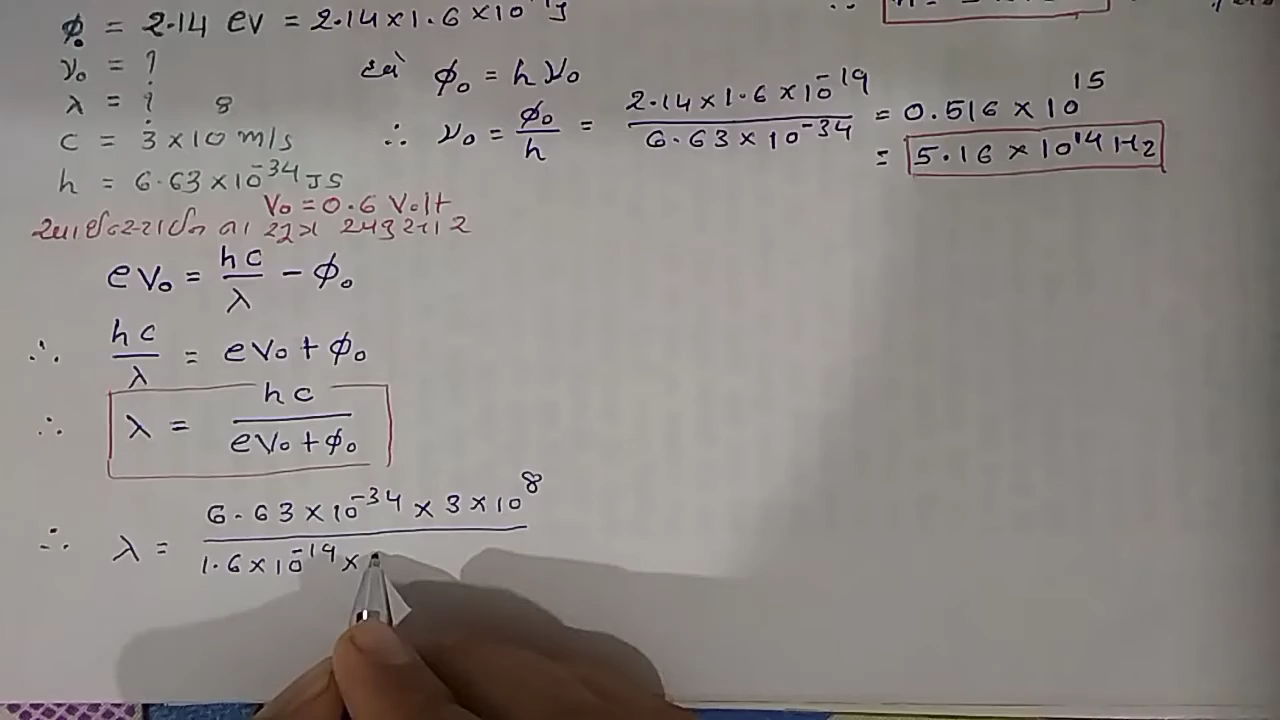 φ₀ = 2.14 eV = 2.14 × 1.6 × 10 J
ν₀ = ?
λ = ?
c = 3 × 10⁸ m/s
h = 6.63 × 10⁻³⁴ JS
φ₀ = hν₀
∴ ν₀ = φ₀/h = 2.14 × 1.6 × 10⁻¹⁹ / 6.63 × 10⁻³⁴ = 0.516 × 10¹⁵
= 5.16 × 10¹⁴ Hz
V₀ = 0.6 Volt
eV₀ = hc/λ - φ₀
∴ hc/λ = eV₀ + φ₀
∴ λ = hc / eV₀ + φ₀
∴ λ = 6.63 × 10⁻³⁴ × 3 × 10⁸ / 1.6 × 10⁻¹⁹ ×